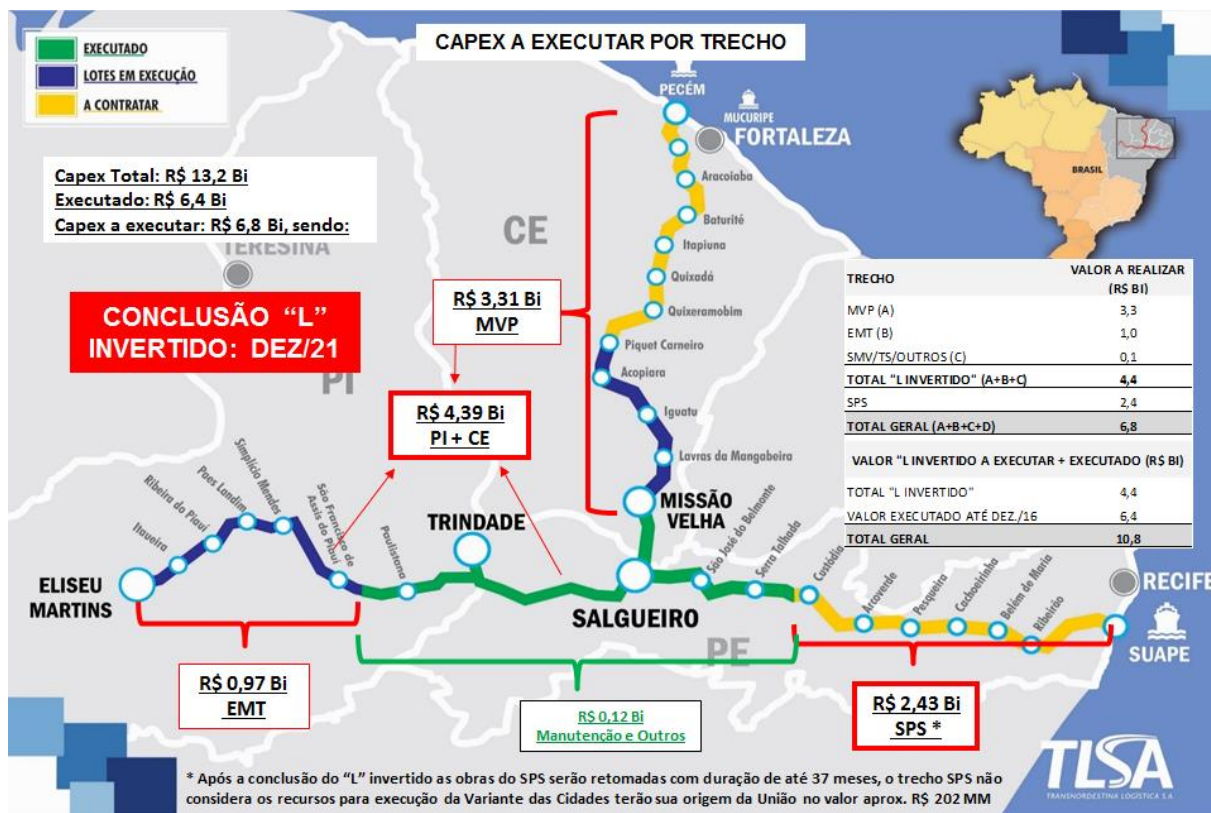 CAPEX A EXECUTAR POR TRECHO
EXECUTADO
LOTES EM EXECUÇÃO
A CONTRATAR
Capex Total: R$ 13,2 Bi
Executado: R$ 6,4 Bi
Capex a executar: R$ 6,8 Bi, sendo:
TERESINA
CONCLUSÃO “L”
INVERTIDO: DEZ/21
PI
CE
PE
PECÉM
MUCURIPE
FORTALEZA
Aracoiaba
Baturité
Itapiuna
Quixadá
Quixeramobim
Piquet Carneiro
Acopiara
Iguatu
Lavras da Mangabeira
MISSÃO
VELHA
R$ 3,31 Bi
MVP
R$ 4,39 Bi
PI + CE
BRASIL
TRECHO VALOR A REALIZAR
(R$ BI)
MVP (A) 3,3
EMT (B) 1,0
SMV/TS/OUTROS (C) 0,1
TOTAL “L INVERTIDO” (A+B+C) 4,4
SPS 2,4
TOTAL GERAL (A+B+C+D) 6,8
VALOR “L INVERTIDO A EXECUTAR + EXECUTADO (R$ BI)
TOTAL “L INVERTIDO” 4,4
VALOR EXECUTADO ATÉ DEZ./16 6,4
TOTAL GERAL 10,8
ELISEU
MARTINS
Itaueira
Ribeira do Piauí
Paes Landim
Simplício Mendes
São Francisco de
Assis do Piauí
Paulistana
TRINDADE
SALGUEIRO
São José do Belmonte
Serra Talhada
Custódia
Arcoverde
Pesqueira
Cachoeirinha
Belém de Maria
Ribeirão
RECIFE
SUAPE
R$ 0,97 Bi
EMT
R$ 0,12 Bi
Manutenção e Outros
R$ 2,43 Bi
SPS *
* Após a conclusão do “L” invertido as obras do SPS serão retomadas com duração de até 37 meses, o trecho SPS não
considera os recursos para execução da Variante das Cidades terão sua origem da União no valor aprox. R$ 202 MM
TLSA
TRANSNORDESTINA LOGÍSTICA S.A